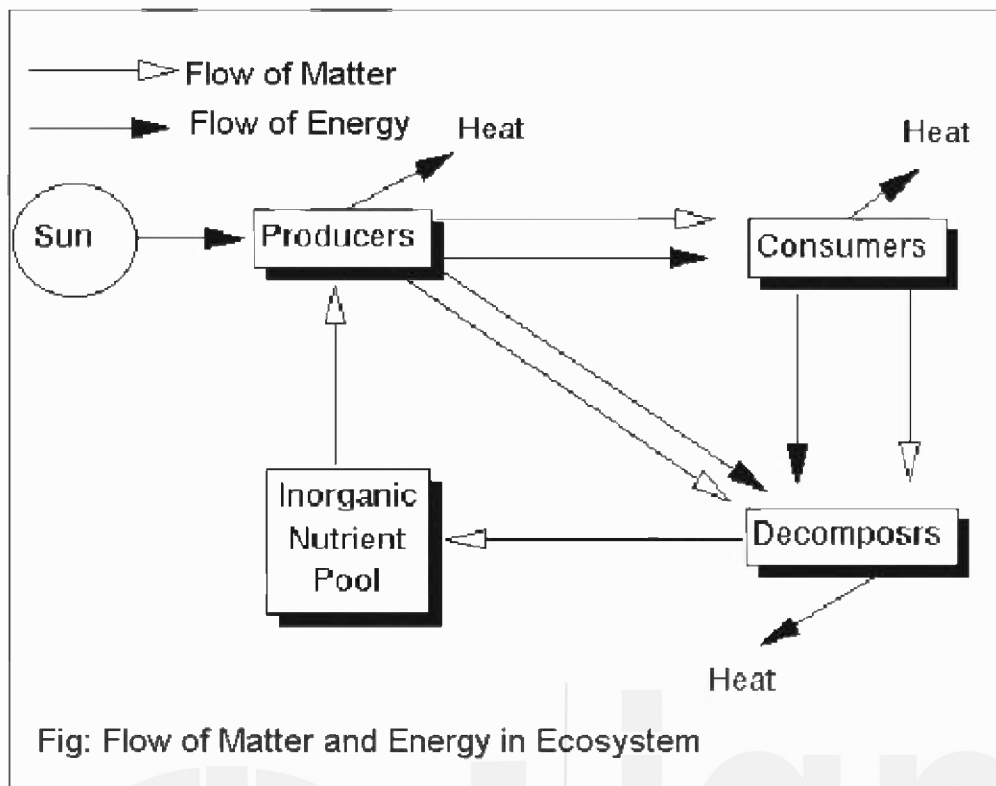 Flow of Matter
Flow of Energy
Heat
Heat
Sun
Producers
Consumers
Inorganic
Nutrient
Pool
Decomposrs
Heat
Fig: Flow of Matter and Energy in Ecosystem